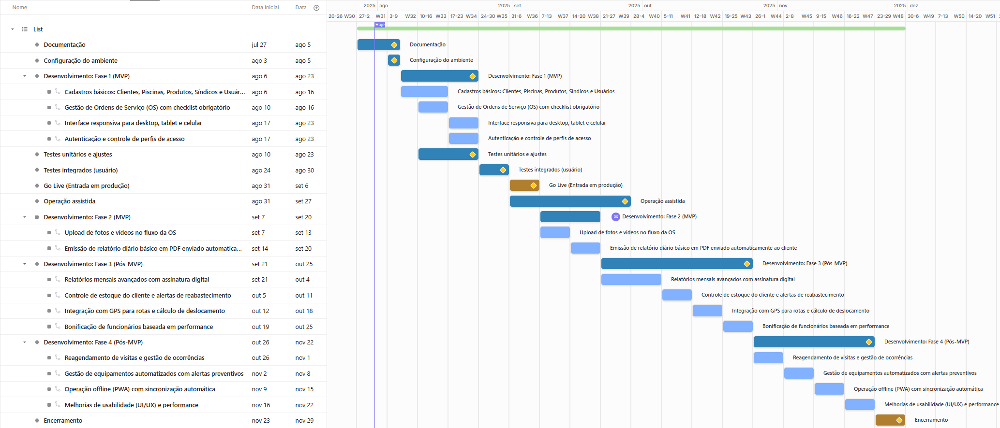 Nome Data Inicial Data
2025 ago 2025 set 2025 out 2025 nov 2025 dez
20-26 W30 27-2 W31 3-9 W32 10-16 W33 17-23 W34 24-30 W35 31-6 W36 7-13 W37 14-20 W38 21-27 W39 28-4 W40 5-11 W41 12-18 W42 19-25 W43 26-1 W44 2-8 W45 9-15 W46 16-22 W47 23-29 W48 30-6 W49 7-13 W50 14-20 W51
Hoje
List
Documentação jul 27 ago 5 Documentação
Configuração do ambiente ago 3 ago 5 Configuração do ambiente
Desenvolvimento: Fase 1 (MVP) ago 6 ago 23 Desenvolvimento: Fase 1 (MVP)
Cadastros básicos: Clientes, Piscinas, Produtos, Síndicos e Usuár... ago 6 ago 16 Cadastros básicos: Clientes, Piscinas, Produtos, Síndicos e Usuários
Gestão de Ordens de Serviço (OS) com checklist obrigatório ago 10 ago 16 Gestão de Ordens de Serviço (OS) com checklist obrigatório
Interface responsiva para desktop, tablet e celular ago 17 ago 23 Interface responsiva para desktop, tablet e celular
Autenticação e controle de perfis de acesso ago 17 ago 23 Autenticação e controle de perfis de acesso
Testes unitários e ajustes ago 10 ago 23 Testes unitários e ajustes
Testes integrados (usuário) ago 24 ago 30 Testes integrados (usuário)
Go Live (Entrada em produção) ago 31 set 6 Go Live (Entrada em produção)
Operação assistida ago 31 set 27 Operação assistida
Desenvolvimento: Fase 2 (MVP) set 7 set 20 DS Desenvolvimento: Fase 2 (MVP)
Upload de fotos e vídeos no fluxo da OS set 7 set 13 Upload de fotos e vídeos no fluxo da OS
Emissão de relatório diário básico em PDF enviado automatica... set 14 set 20 Emissão de relatório diário básico em PDF enviado automaticamente ao cliente
Desenvolvimento: Fase 3 (Pós-MVP) set 21 out 25 Desenvolvimento: Fase 3 (Pós-MVP)
Relatórios mensais avançados com assinatura digital set 21 out 4 Relatórios mensais avançados com assinatura digital
Controle de estoque do cliente e alertas de reabastecimento out 5 out 11 Controle de estoque do cliente e alertas de reabastecimento
Integração com GPS para rotas e cálculo de deslocamento out 12 out 18 Integração com GPS para rotas e cálculo de deslocamento
Bonificação de funcionários baseada em performance out 19 out 25 Bonificação de funcionários baseada em performance
Desenvolvimento: Fase 4 (Pós-MVP) out 26 nov 22 Desenvolvimento: Fase 4 (Pós-MVP)
Reagendamento de visitas e gestão de ocorrências out 26 nov 1 Reagendamento de visitas e gestão de ocorrências
Gestão de equipamentos automatizados com alertas preventivos nov 2 nov 8 Gestão de equipamentos automatizados com alertas preventivos
Operação offline (PWA) com sincronização automática nov 9 nov 15 Operação offline (PWA) com sincronização automática
Melhorias de usabilidade (UI/UX) e performance nov 16 nov 22 Melhorias de usabilidade (UI/UX) e performance
Encerramento nov 23 nov 29 Encerramento